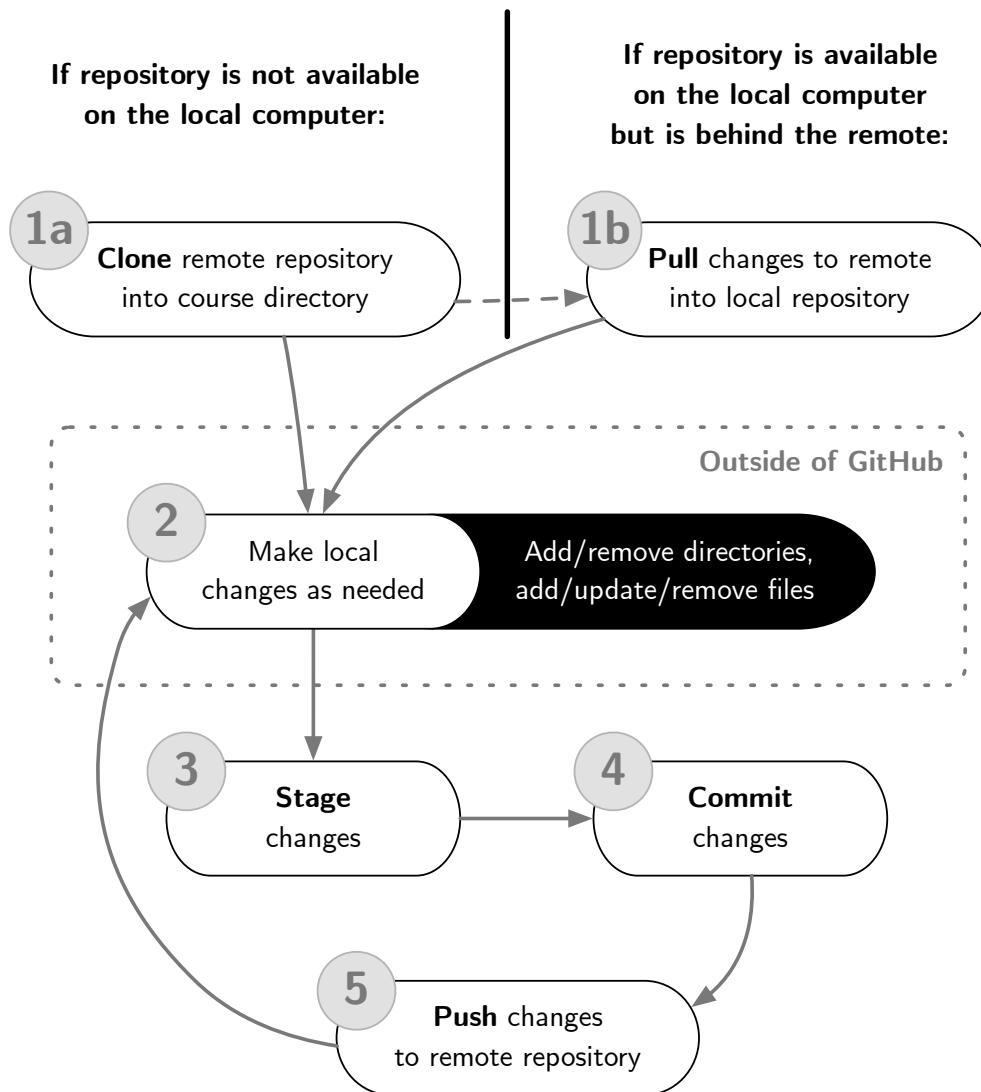 If repository is not available
on the local computer:
If repository is available
on the local computer
but is behind the remote:
1a
Clone remote repository
into course directory
1b
Pull changes to remote
into local repository
Outside of GitHub
2
Make local
changes as needed
Add/remove directories,
add/update/remove files
3
Stage
changes
4
Commit
changes
5
Push changes
to remote repository